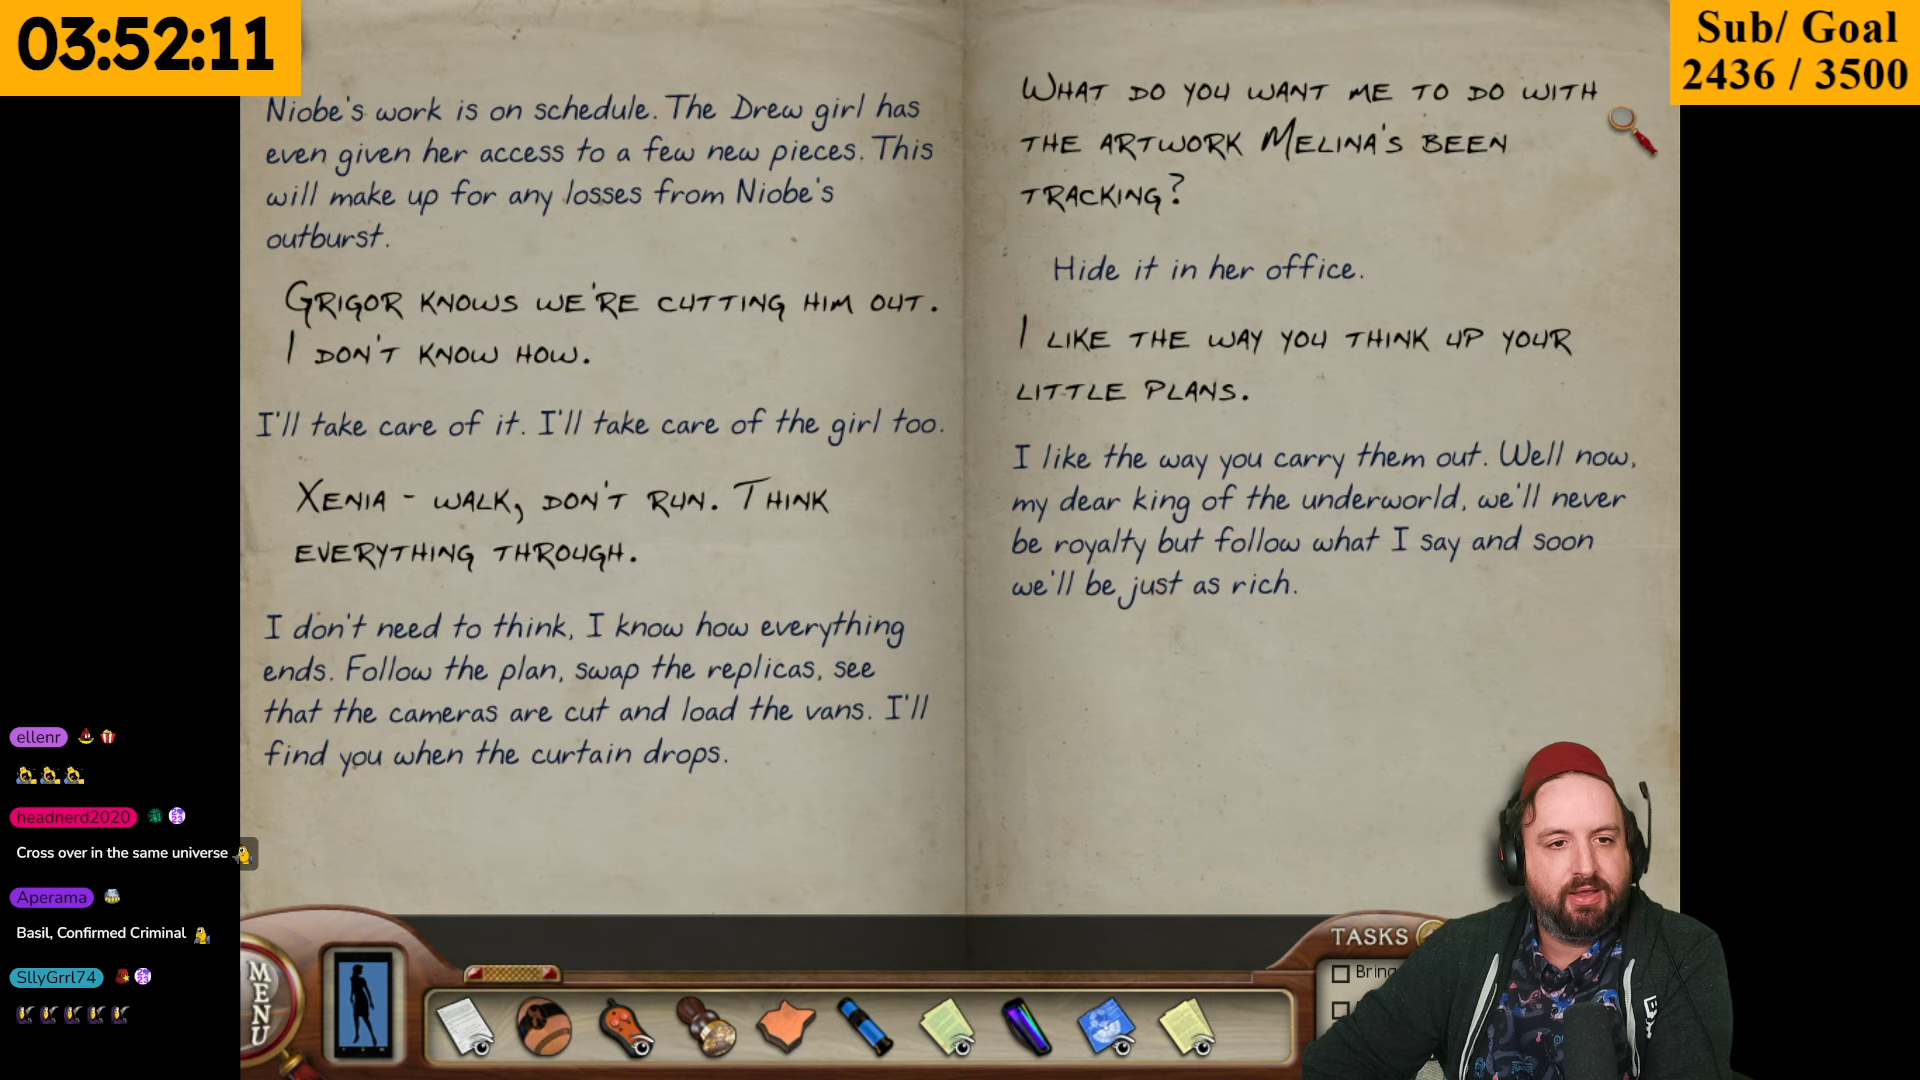 03:52:11
Sub/ Goal
2436 / 3500
Niobe's work is on schedule. The Drew girl has
even given her access to a few new pieces. This
will make up for any losses from Niobe's
outburst.
GRIGOR KNOWS WE'RE CUTTING HIM OUT.
I DON'T KNOW HOW.
I'll take care of it. I'll take care of the girl too.
XENIA - WALK, DON'T RUN. THINK
EVERYTHING THROUGH.
I don't need to think, I know how everything
ends. Follow the plan, swap the replicas, see
that the cameras are cut and load the vans. I'll
find you when the curtain drops.
WHAT DO YOU WANT ME TO DO WITH
THE ARTWORK MELINA'S BEEN
TRACKING?
Hide it in her office.
I LIKE THE WAY YOU THINK UP YOUR
LITTLE PLANS.
I like the way you carry them out. Well now,
my dear king of the underworld, we'll never
be royalty but follow what I say and soon
we'll be just as rich.
ellenr
headnerd2020
Cross over in the same universe
Aperama
Basil, Confirmed Criminal
SllyGrrl74
MENU
TASKS
Bring